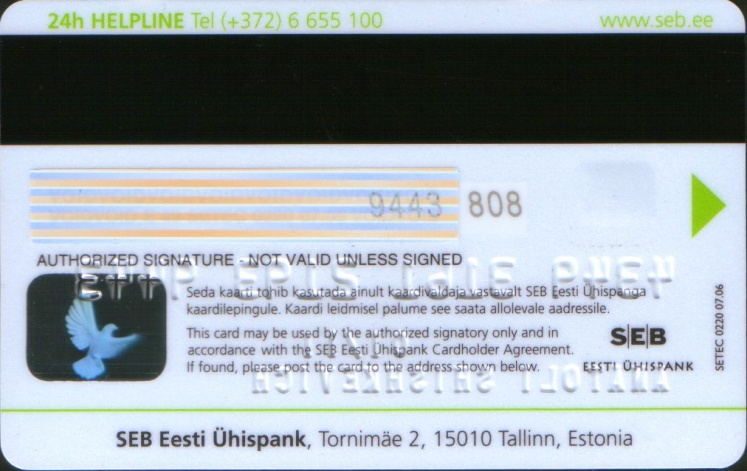 24h HELPLINE Tel (+372) 6 655 100
www.seb.ee
9443 808
AUTHORIZED SIGNATURE - NOT VALID UNLESS SIGNED
Seda kaarti tohib kasutada ainult kaardivaldaja vastavalt SEB Eesti Ühispanga
kaardilepingule. Kaardi leidmisel palume see saata allolevale aadressile.
This card may be used by the authorized signatory only and in
accordance with the SEB Eesti Ühispank Cardholder Agreement.
If found, please post the card to the address shown below.
S|E|B
EESTI ÜHISPANK
SETEC 0220 07.06
SEB Eesti Ühispank, Tornimäe 2, 15010 Tallinn, Estonia